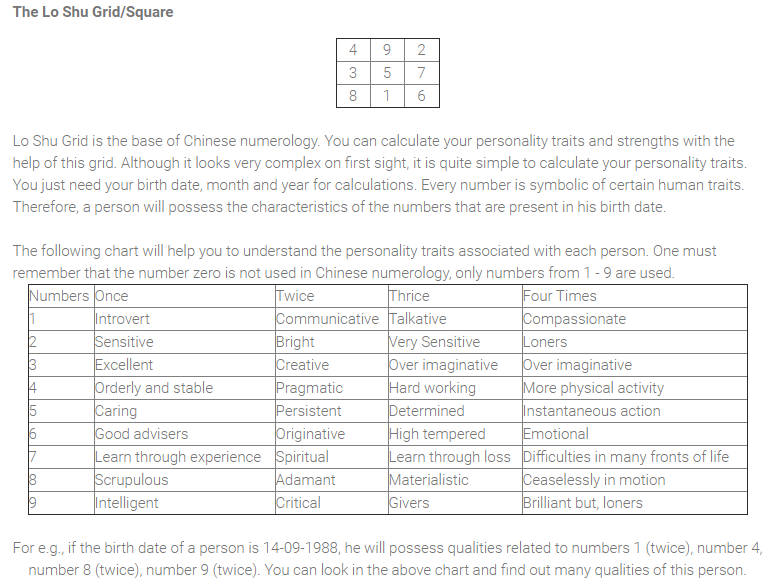 The Lo Shu Grid/Square
4 9 2
3 5 7
8 1 6
Lo Shu Grid is the base of Chinese numerology. You can calculate your personality traits and strengths with the
help of this grid. Although it looks very complex on first sight, it is quite simple to calculate your personality traits.
You just need your birth date, month and year for calculations. Every number is symbolic of certain human traits.
Therefore, a person will possess the characteristics of the numbers that are present in his birth date.
The following chart will help you to understand the personality traits associated with each person. One must
remember that the number zero is not used in Chinese numerology, only numbers from 1 - 9 are used.
Numbers Once Twice Thrice Four Times
1 Introvert Communicative Talkative Compassionate
2 Sensitive Bright Very Sensitive Loners
3 Excellent Creative Over imaginative Over imaginative
4 Orderly and stable Pragmatic Hard working More physical activity
5 Caring Persistent Determined Instantaneous action
6 Good advisers Originative High tempered Emotional
7 Learn through experience Spiritual Learn through loss Difficulties in many fronts of life
8 Scrupulous Adamant Materialistic Ceaselessly in motion
9 Intelligent Critical Givers Brilliant but, loners
For e.g., if the birth date of a person is 14-09-1988, he will possess qualities related to numbers 1 (twice), number 4,
number 8 (twice), number 9 (twice). You can look in the above chart and find out many qualities of this person.